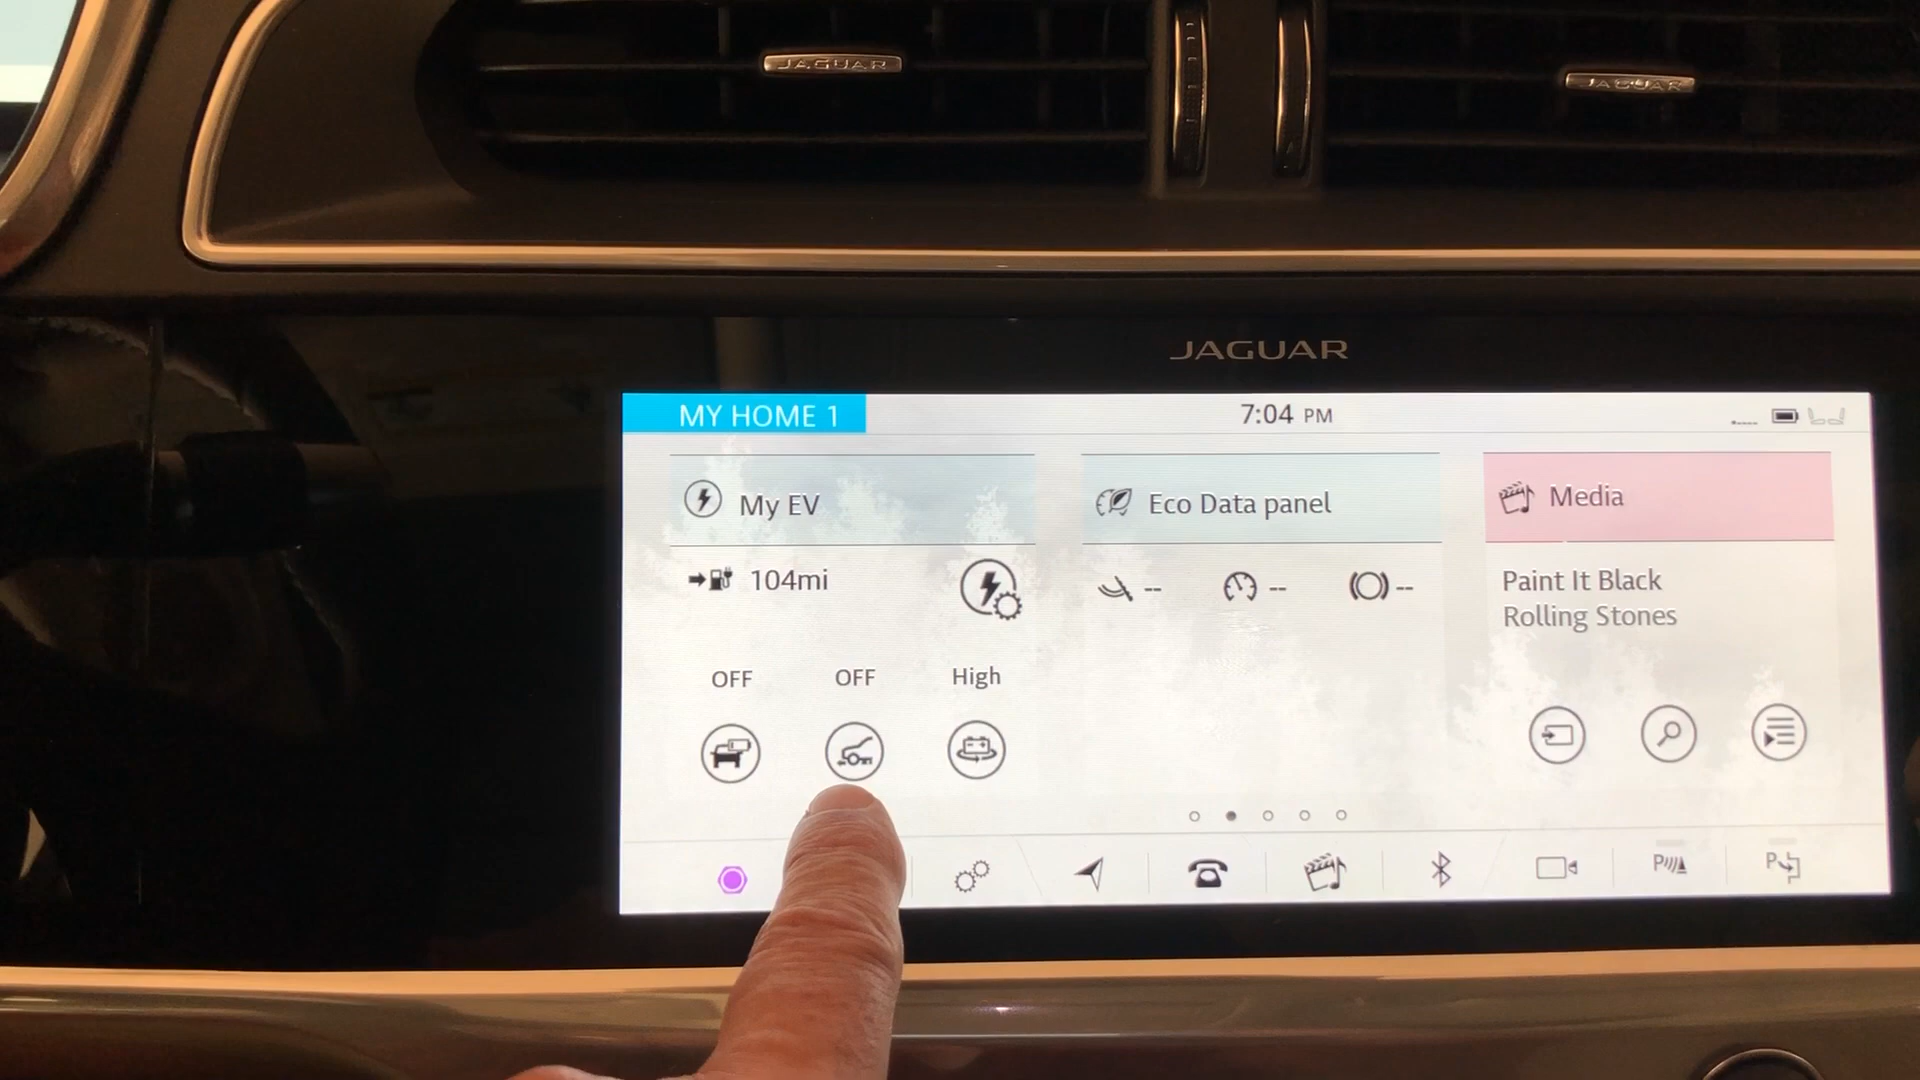 JAGUAR
JAGUAR
JAGUAR
MY HOME 1
7:04 PM
My EV
Eco Data panel
Media
104mi
--
--
--
Paint It Black
Rolling Stones
OFF
OFF
High
P
P